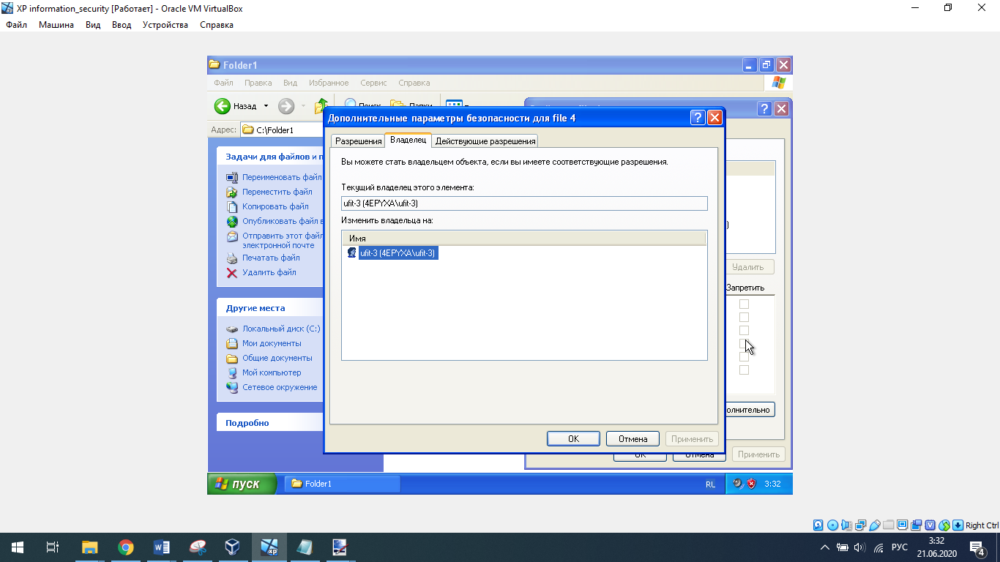 XP information_security [Работает] - Oracle VM VirtualBox
Файл Машина Вид Ввод Устройства Справка
Folder1
Файл Правка Вид Избранное Сервис Справка
Назад Поиск Папки
Адрес: C:\Folder1
Задачи для файлов и п
Переименовать файл
Переместить файл
Копировать файл
Опубликовать файл в
Отправить этот файл
электронной почте
Печатать файл
Удалить файл
Другие места
Локальный диск (C:)
Мои документы
Общие документы
Мой компьютер
Сетевое окружение
Подробно
Дополнительные параметры безопасности для file 4
Разрешения Владелец Действующие разрешения
Вы можете стать владельцем объекта, если вы имеете соответствующие разрешения.
Текущий владелец этого элемента:
ufit-3 (4EPYXA\ufit-3)
Изменить владельца на:
Имя
ufit-3 (4EPYXA\ufit-3)
OK Отмена Применить
)
Удалить
Запретить
олнительно
OK Отмена Применить
пуск Folder1 RL 3:32
Right Ctrl
W XP РУС 3:32
21.06.2020
4